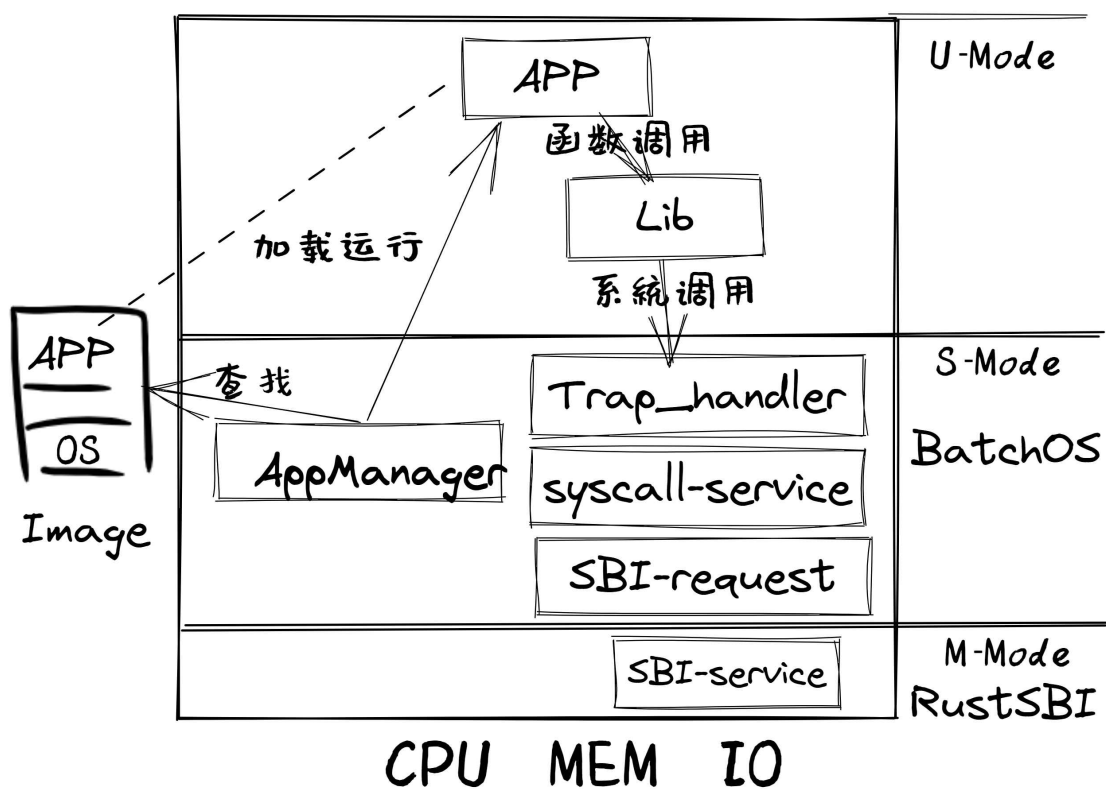 U-Mode
APP
函数调用
Lib
加载运行
系統调用
APP
OS
Image
查找
AppManager
Trap_handler
syscall-service
SBI-request
S-Mode
BatchOS
SBI-service
M-Mode
RustSBI
CPU MEM IO